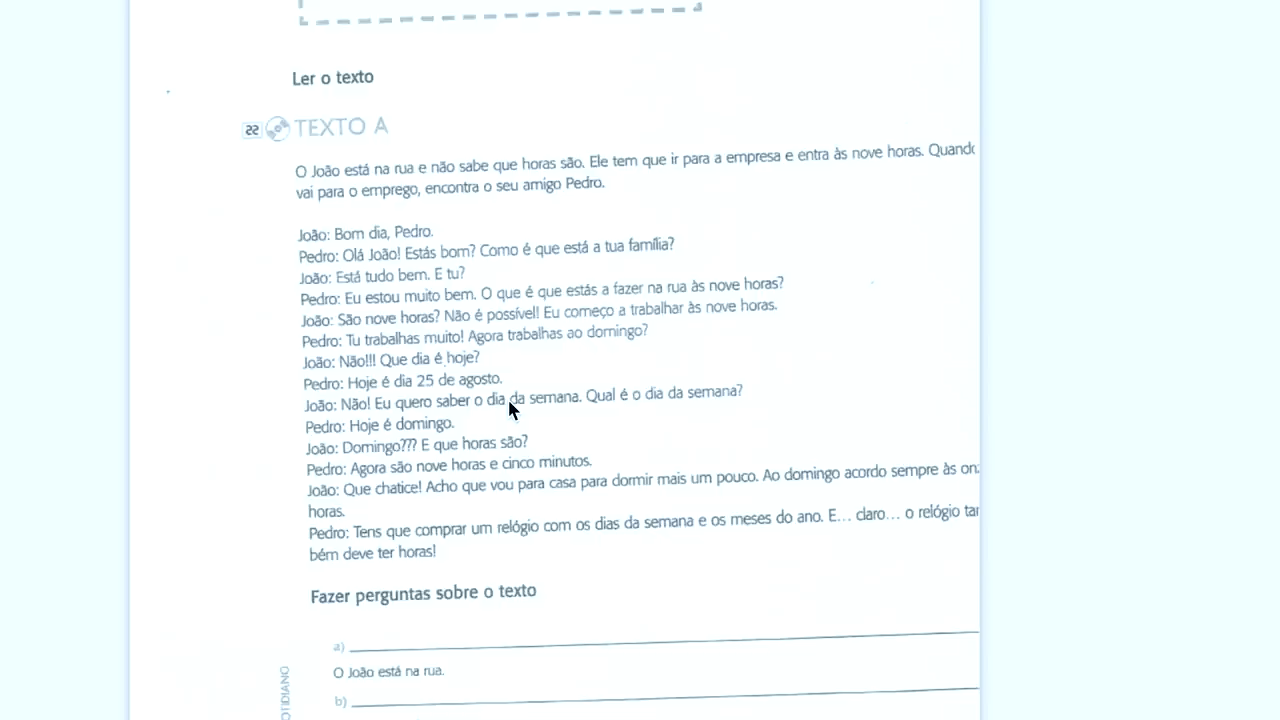 Ler o texto
22 TEXTO A
O João está na rua e não sabe que horas são. Ele tem que ir para a empresa e entra às nove horas. Quando
vai para o emprego, encontra o seu amigo Pedro.
João: Bom dia, Pedro.
Pedro: Olá João! Estás bom? Como é que está a tua família?
João: Está tudo bem. E tu?
Pedro: Eu estou muito bem. O que é que estás a fazer na rua às nove horas?
João: São nove horas? Não é possível! Eu começo a trabalhar às nove horas.
Pedro: Tu trabalhas muito! Agora trabalhas ao domingo?
João: Não!!! Que dia é hoje?
Pedro: Hoje é dia 25 de agosto.
João: Não! Eu quero saber o dia da semana. Qual é o dia da semana?
Pedro: Hoje é domingo.
João: Domingo??? E que horas são?
Pedro: Agora são nove horas e cinco minutos.
João: Que chatice! Acho que vou para casa para dormir mais um pouco. Ao domingo acordo sempre às on
horas.
Pedro: Tens que comprar um relógio com os dias da semana e os meses do ano. E... claro... o relógio tam
bém deve ter horas!
Fazer perguntas sobre o texto
a)
O João está na rua.
b)
OTIDIANO